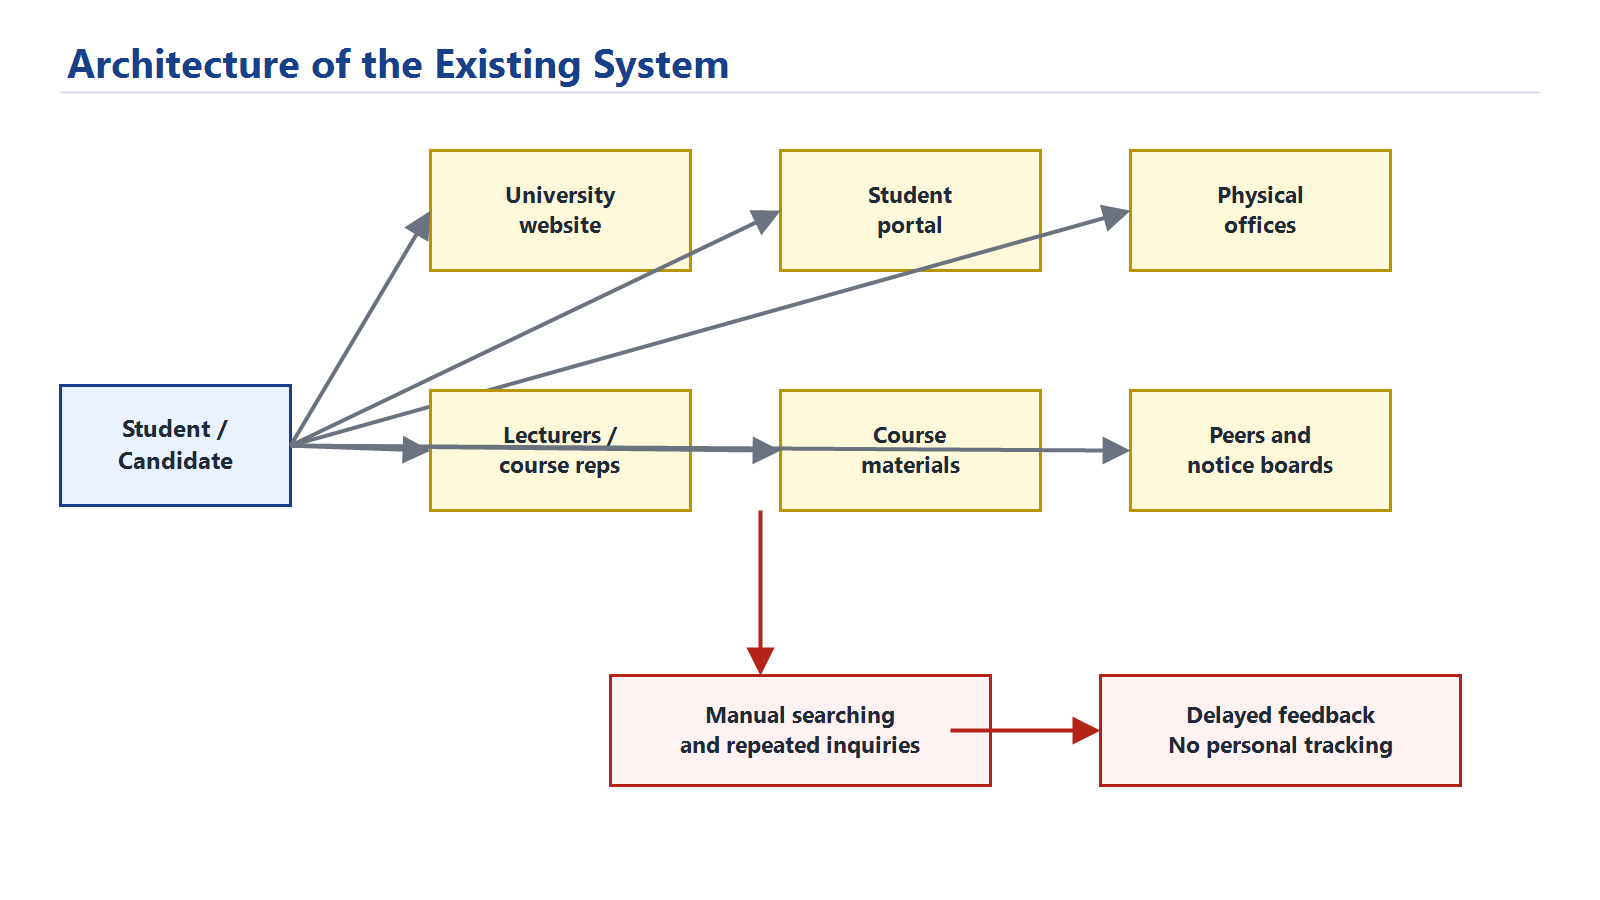 Architecture of the Existing System
University
website
Student
portal
Physical
offices
Student /
Candidate
Lecturers /
course reps
Course
materials
Peers and
notice boards
Manual searching
and repeated inquiries
Delayed feedback
No personal tracking